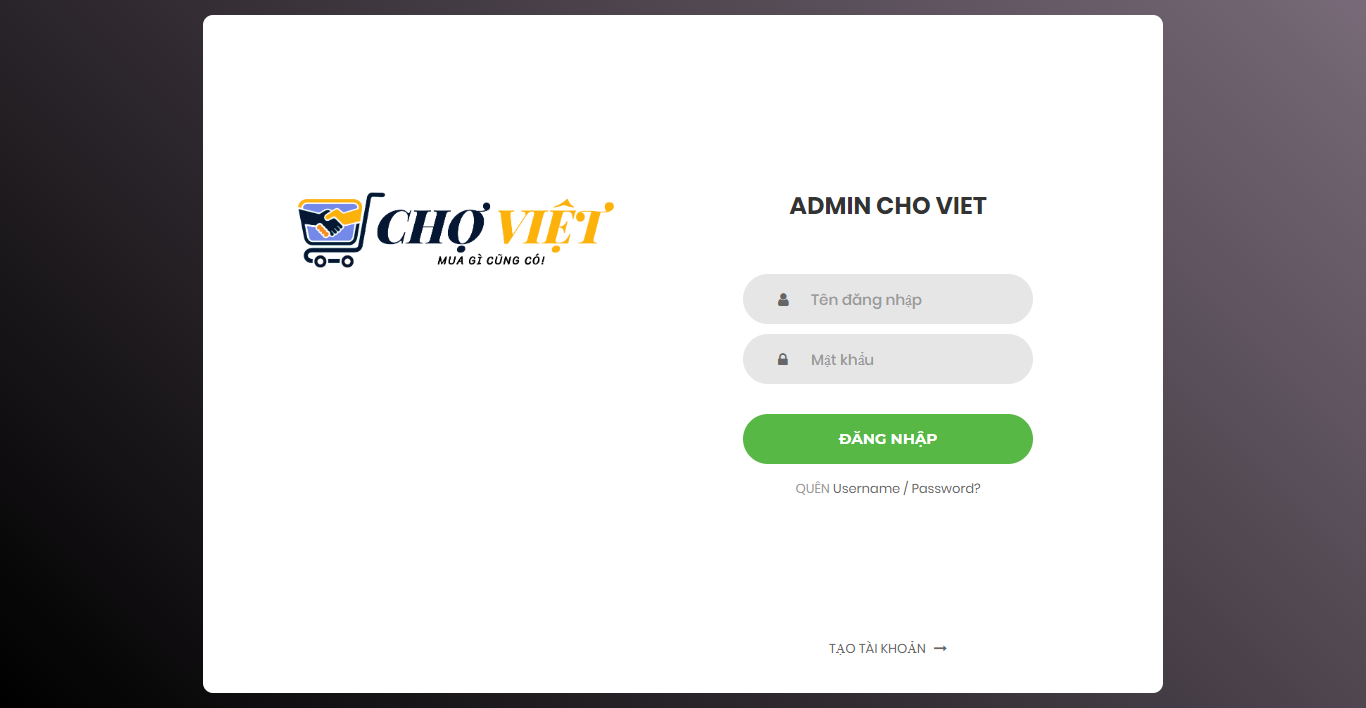 CHỢ VIỆT
MUA GÌ CŨNG CÓ!
ADMIN CHO VIET
Tên đăng nhập
Mật khẩu
ĐĂNG NHẬP
QUÊN Username / Password?
TẠO TÀI KHOẢN